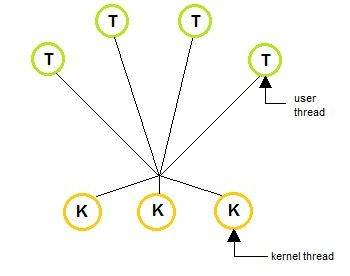 T T
T T
user
thread
K K K
kernel thread